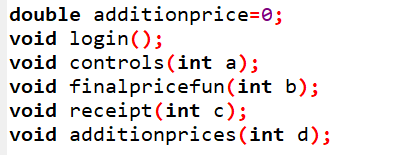 double additionprice=0;
void login();
void controls(int a);
void finalpricefun(int b);
void receipt(int c);
void additionprices(int d);